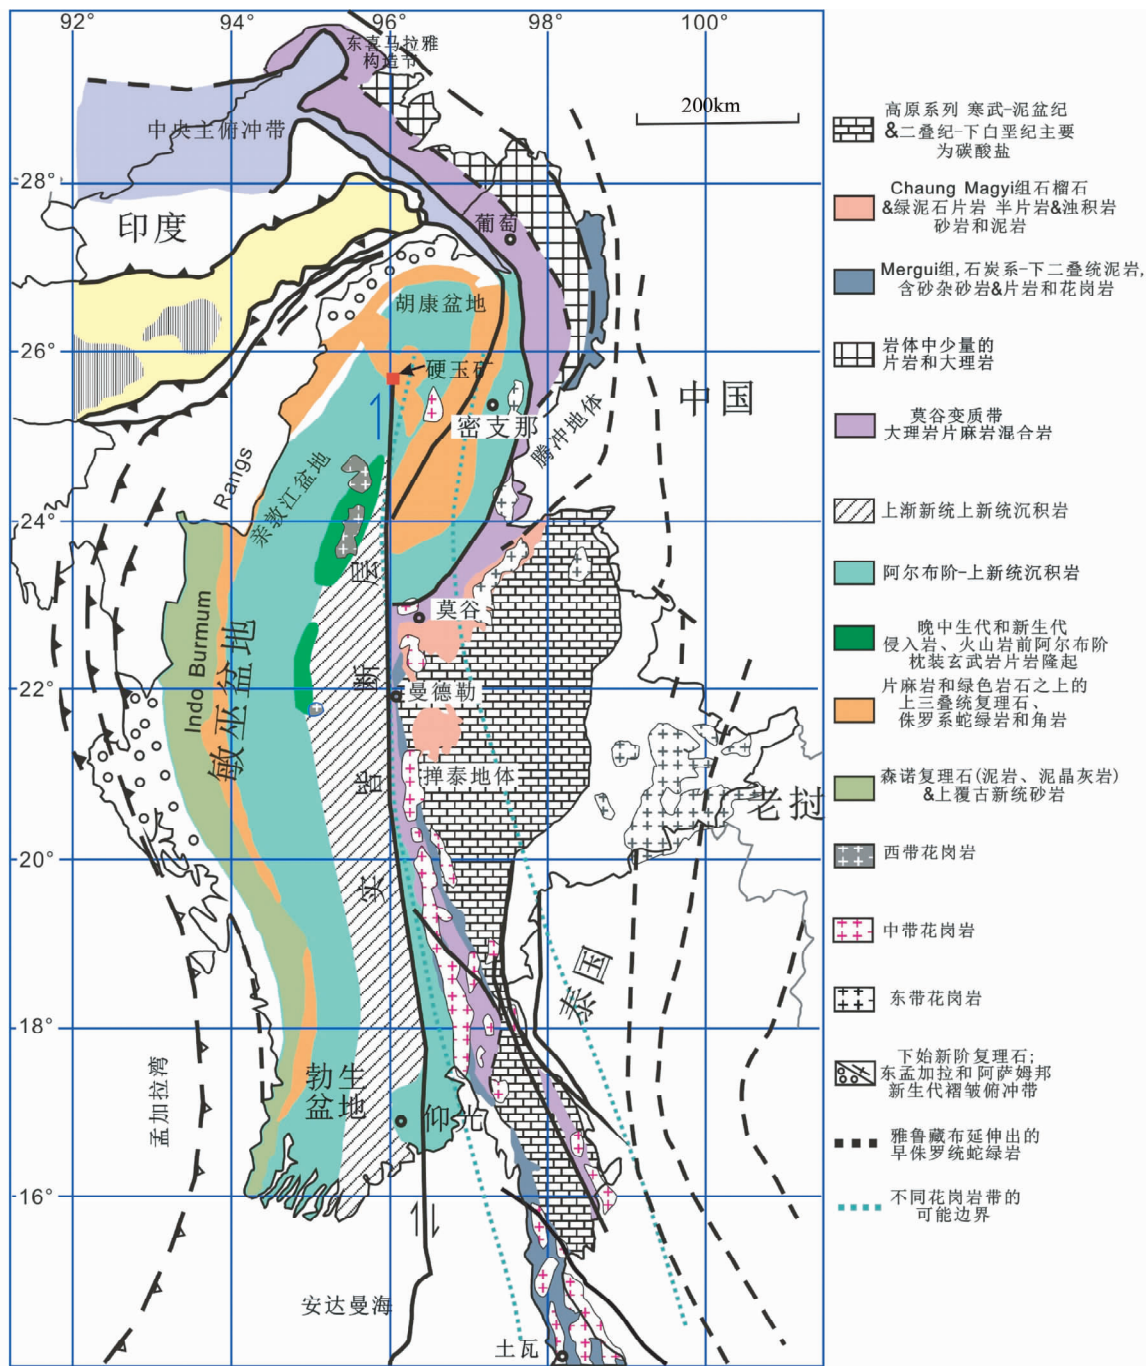 92° 94° 96° 98° 100°
东喜马拉雅
构造节
200km
中央主俯冲带
28°
印度
葡萄
胡康盆地
26°
硬玉矿
中国
密支那
腾冲地体
Rangs
亲敦江盆地
24°
层
莫谷
Indo Burmum
敏巫盆地
断
22°
曼德勒
皆
掸泰地体
老挝
20°
实
泰国
18°
勃生
盆地
仰光
孟加拉湾
16°
安达曼海
土瓦
高原系列 寒武-泥盆纪
&二叠纪-下白垩纪主要
为碳酸盐
Chaung Magyi组石榴石
&绿泥石片岩 半片岩&浊积岩
砂岩和泥岩
Mergui组,石炭系-下二叠统泥岩,
含砂杂砂岩&片岩和花岗岩
岩体中少量的
片岩和大理岩
莫谷变质带
大理岩片麻岩混合岩
上渐新统上新统沉积岩
阿尔布阶-上新统沉积岩
晚中生代和新生代
侵入岩、火山岩前阿尔布阶
枕装玄武岩片岩隆起
片麻岩和绿色岩石之上的
上三叠统复理石、
侏罗系蛇绿岩和角岩
森诺复理石(泥岩、泥晶灰岩)
&上覆古新统砂岩
西带花岗岩
中带花岗岩
东带花岗岩
下始新阶复理石;
东孟加拉和阿萨姆邦
新生代褶皱俯冲带
雅鲁藏布延伸出的
早侏罗统蛇绿岩
不同花岗岩带的
可能边界